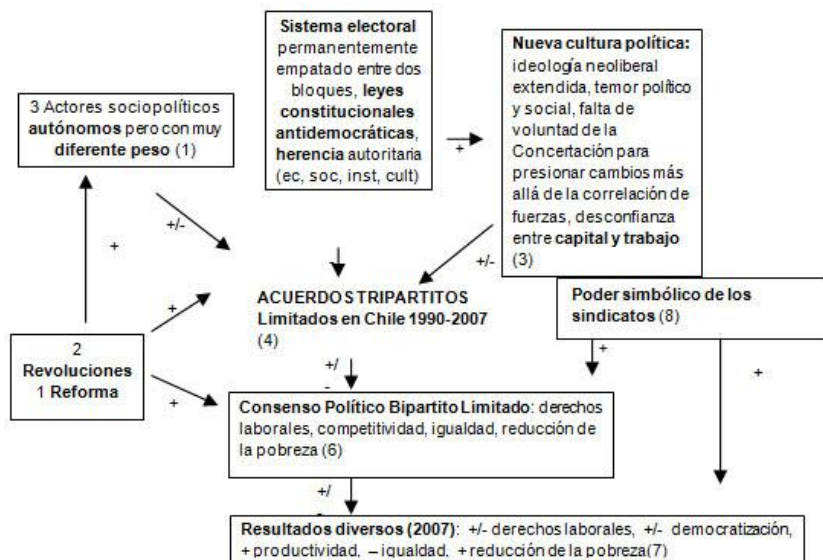 Sistema electoral
permanentemente
empatado entre dos
bloques, leyes
constitucionales
antidemocráticas,
herencia autoritaria
(ec, soc, inst, cult)
Nueva cultura política:
ideología neoliberal
extendida, temor político
y social, falta de
voluntad de la
Concertación para
presionar cambios más
allá de la correlación de
fuerzas, desconfianza
entre capital y trabajo
(3)
3 Actores sociopolíticos
autónomos pero con muy
diferente peso (1)
+
+/-
+
-
+/-
+
ACUERDOS TRIPARTITOS
Limitados en Chile 1990-2007
(4)
Poder simbólico de los
sindicatos (8)
2
Revoluciones
1 Reforma
+
+/
-
+
+
Consenso Político Bipartito Limitado: derechos
laborales, competitividad, igualdad, reducción de
la pobreza (6)
+/
-
Resultados diversos (2007): +/- derechos laborales, +/- democratización,
+ productividad, – igualdad, + reducción de la pobreza(7)